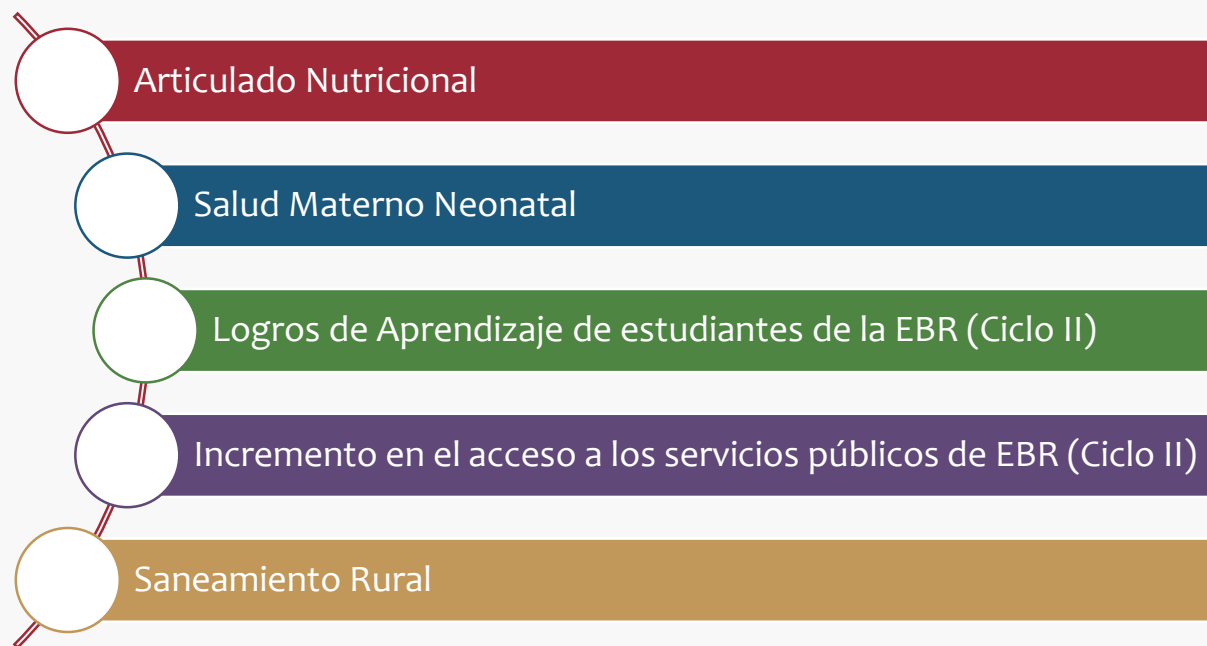 Articulado Nutricional
Salud Materno Neonatal
Logros de Aprendizaje de estudiantes de la EBR (Ciclo II)
Incremento en el acceso a los servicios públicos de EBR (Ciclo II)
Saneamiento Rural